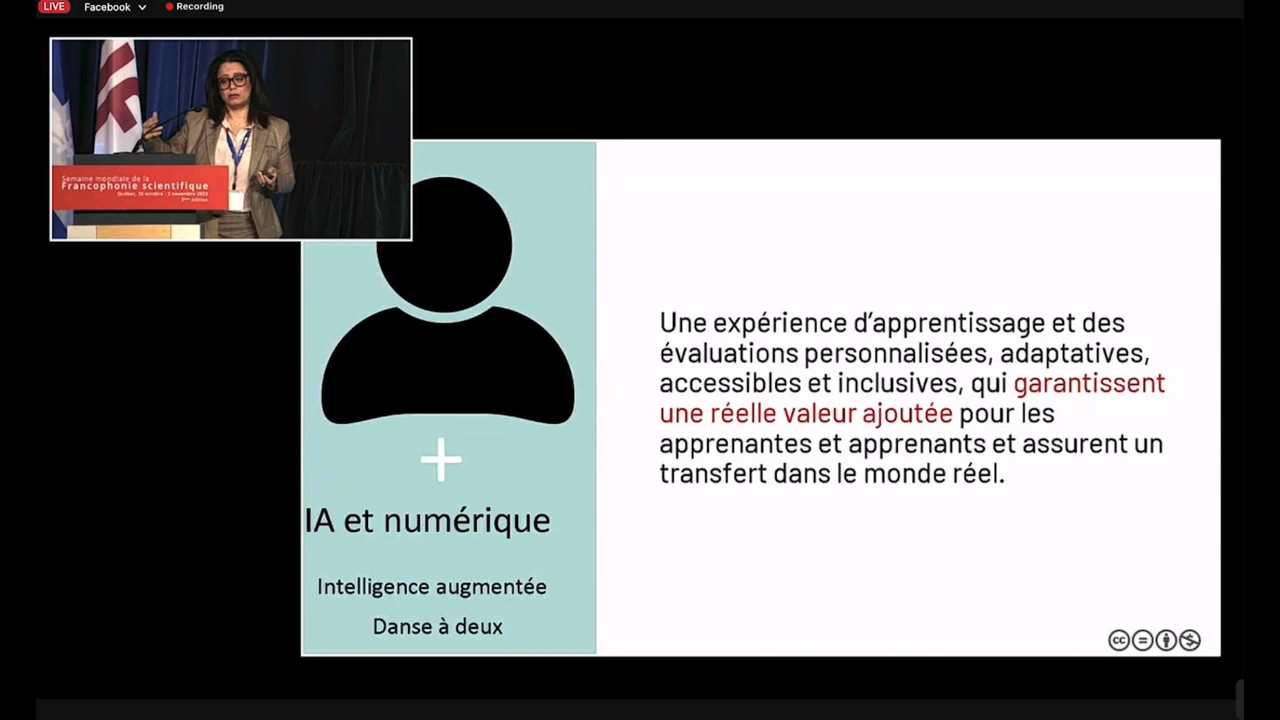 LIVE Facebook Recording
Semaine mondiale de la
Francophonie scientifique
Une expérience d’apprentissage et des
évaluations personnalisées, adaptatives,
accessibles et inclusives, qui garantissent
une réelle valeur ajoutée pour les
apprenantes et apprenants et assurent un
transfert dans le monde réel.
IA et numérique
Intelligence augmentée
Danse à deux
cc